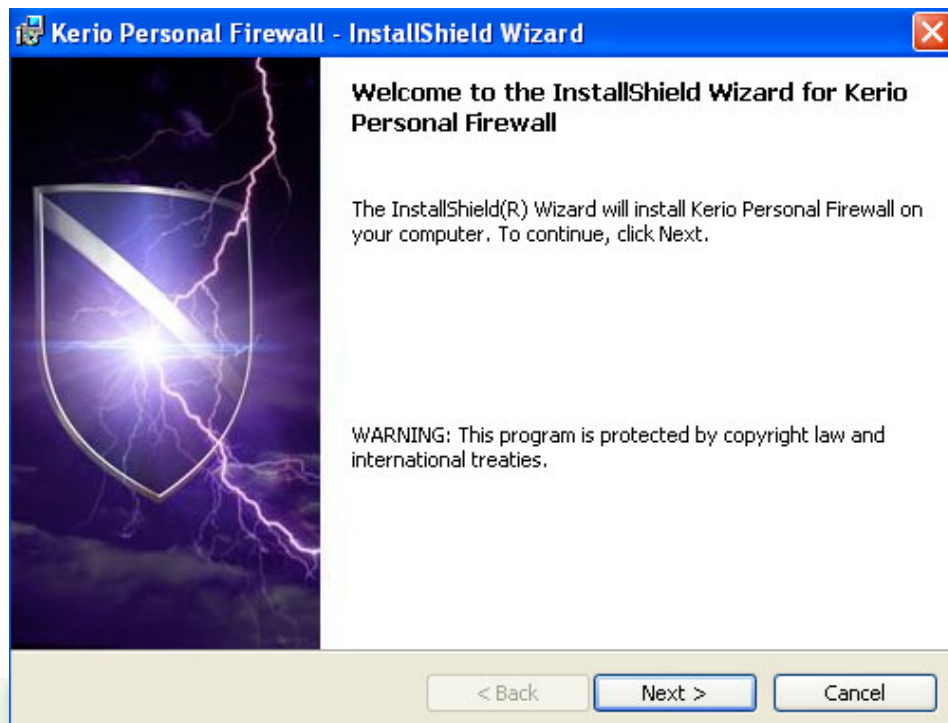 Kerio Personal Firewall - InstallShield Wizard
Welcome to the InstallShield Wizard for Kerio
Personal Firewall
The InstallShield(R) Wizard will install Kerio Personal Firewall on
your computer. To continue, click Next.
WARNING: This program is protected by copyright law and
international treaties.
< Back
Next >
Cancel